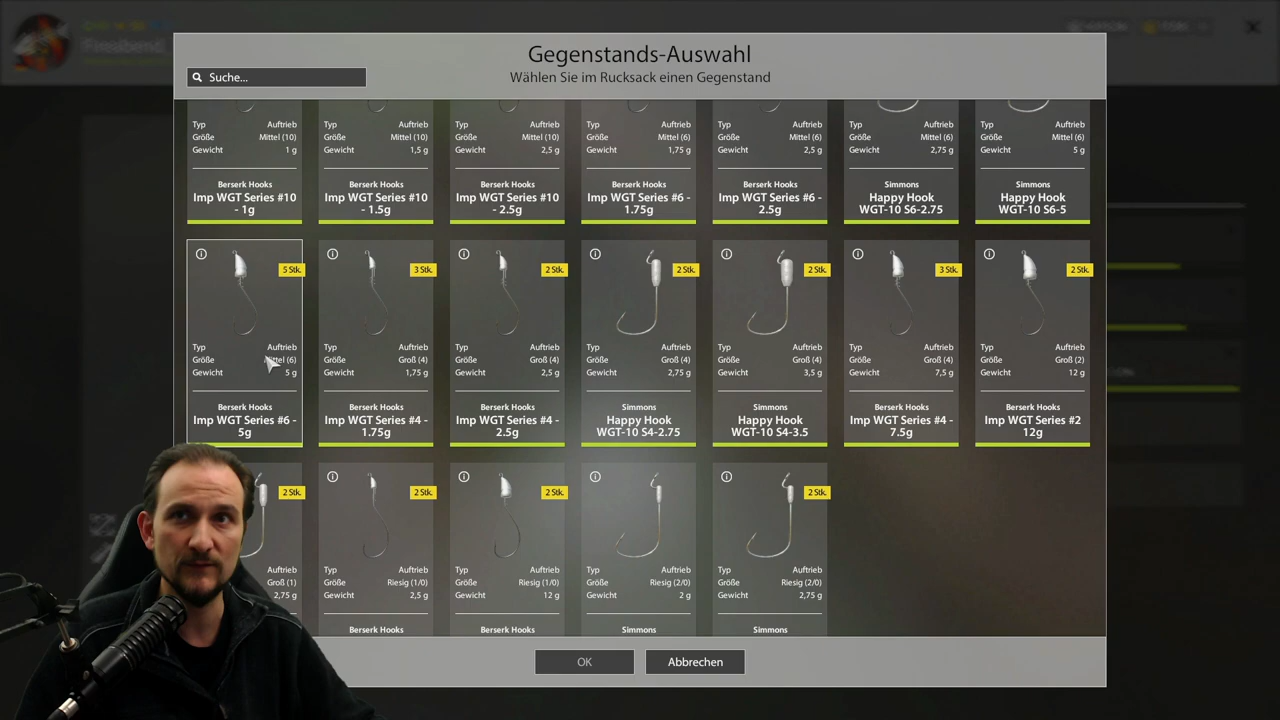 Gegenstands-Auswahl
Wählen Sie im Rucksack einen Gegenstand
Suche...
Typ Auftrieb
Größe Mittel (10)
Gewicht 1 g
Berserk Hooks
Imp WGT Series #10
- 1g
Typ Auftrieb
Größe Mittel (10)
Gewicht 1,5 g
Berserk Hooks
Imp WGT Series #10
- 1.5g
Typ Auftrieb
Größe Mittel (10)
Gewicht 2,5 g
Berserk Hooks
Imp WGT Series #10
- 2.5g
Typ Auftrieb
Größe Mittel (6)
Gewicht 1,75 g
Berserk Hooks
Imp WGT Series #6 -
1.75g
Typ Auftrieb
Größe Mittel (6)
Gewicht 2,5 g
Berserk Hooks
Imp WGT Series #6 -
2.5g
Typ Auftrieb
Größe Mittel (6)
Gewicht 2,75 g
Simmons
Happy Hook
WGT-10 S6-2.75
Typ Auftrieb
Größe Mittel (6)
Gewicht 5 g
Simmons
Happy Hook
WGT-10 S6-5
5 Stk.
Typ Auftrieb
Größe Mittel (6)
Gewicht 5 g
Berserk Hooks
Imp WGT Series #6 -
5g
3 Stk.
Typ Auftrieb
Größe Groß (4)
Gewicht 1,75 g
Berserk Hooks
Imp WGT Series #4 -
1.75g
2 Stk.
Typ Auftrieb
Größe Groß (4)
Gewicht 2,5 g
Berserk Hooks
Imp WGT Series #4 -
2.5g
2 Stk.
Typ Auftrieb
Größe Groß (4)
Gewicht 2,75 g
Simmons
Happy Hook
WGT-10 S4-2.75
2 Stk.
Typ Auftrieb
Größe Groß (4)
Gewicht 3,5 g
Simmons
Happy Hook
WGT-10 S4-3.5
3 Stk.
Typ Auftrieb
Größe Groß (4)
Gewicht 7,5 g
Berserk Hooks
Imp WGT Series #4 -
7.5g
2 Stk.
Typ Auftrieb
Größe Groß (2)
Gewicht 12 g
Berserk Hooks
Imp WGT Series #2
12g
2 Stk.
Auftrieb
Groß (1)
2,75 g
2 Stk.
Typ Auftrieb
Größe Riesig (1/0)
Gewicht 2,5 g
Berserk Hooks
2 Stk.
Typ Auftrieb
Größe Riesig (1/0)
Gewicht 12 g
Berserk Hooks
Typ Auftrieb
Größe Riesig (2/0)
Gewicht 2 g
Simmons
2 Stk.
Typ Auftrieb
Größe Riesig (2/0)
Gewicht 2,75 g
Simmons
OK
Abbrechen